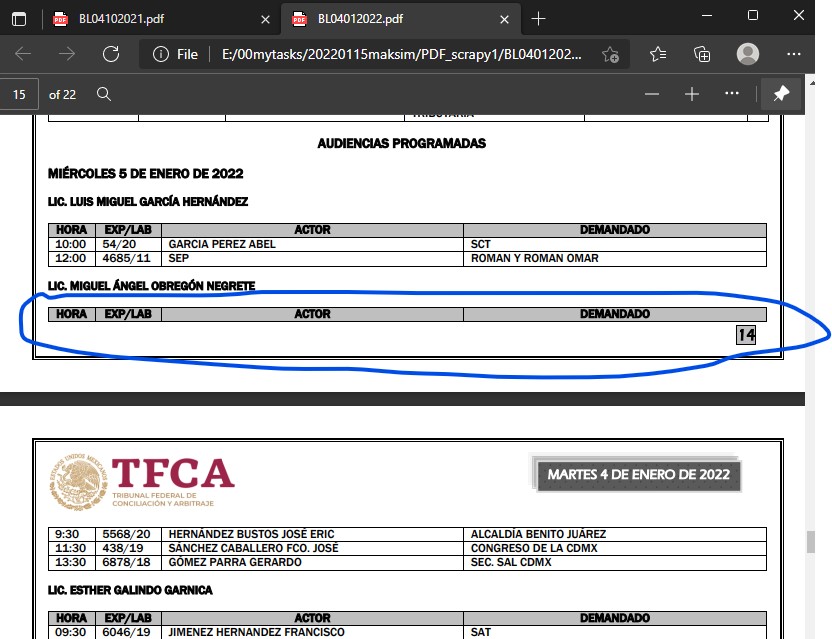 BL04102021.pdf
BL04012022.pdf
File
E:/00mytasks/20220115maksim/PDF_scrapy1/BL0401202...
15 of 22
TRIBUTARIA
AUDIENCIAS PROGRAMADAS
MIÉRCOLES 5 DE ENERO DE 2022
LIC. LUIS MIGUEL GARCÍA HERNÁNDEZ
HORA EXP/LAB ACTOR DEMANDADO
10:00 54/20 GARCIA PEREZ ABEL SCT
12:00 4685/11 SEP ROMAN Y ROMAN OMAR
LIC. MIGUEL ÁNGEL OBREGÓN NEGRETE
HORA EXP/LAB ACTOR DEMANDADO
14
ESTADOS UNIDOS MEXICANOS
TFCA
TRIBUNAL FEDERAL DE
CONCILIACIÓN Y ARBITRAJE
MARTES 4 DE ENERO DE 2022
9:30 5568/20 HERNÁNDEZ BUSTOS JOSÉ ERIC ALCALDÍA BENITO JUÁREZ
11:30 438/19 SÁNCHEZ CABALLERO FCO. JOSÉ CONGRESO DE LA CDMX
13:30 6878/18 GÓMEZ PARRA GERARDO SEC. SAL CDMX
LIC. ESTHER GALINDO GARNICA
HORA EXP/LAB ACTOR DEMANDADO
09:30 6046/19 JIMENEZ HERNANDEZ FRANCISCO SAT